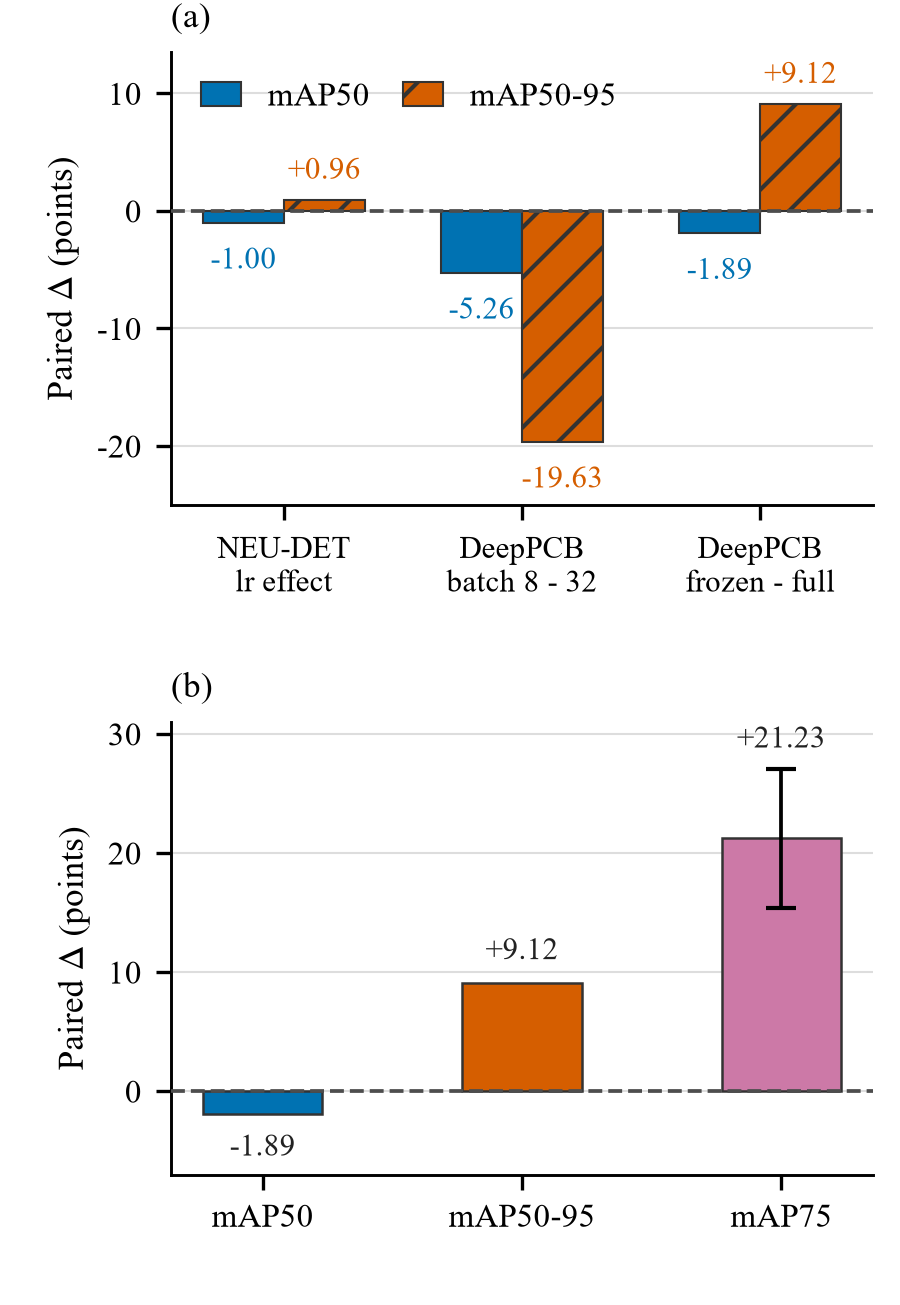 (a)
mAP50 mAP50-95
Paired Δ (points)
10
0
-10
-20
-1.00
+0.96
-5.26
-19.63
-1.89
+9.12
NEU-DET
lr effect
DeepPCB
batch 8 - 32
DeepPCB
frozen - full
(b)
Paired Δ (points)
30
20
10
0
-1.89
+9.12
+21.23
mAP50
mAP50-95
mAP75